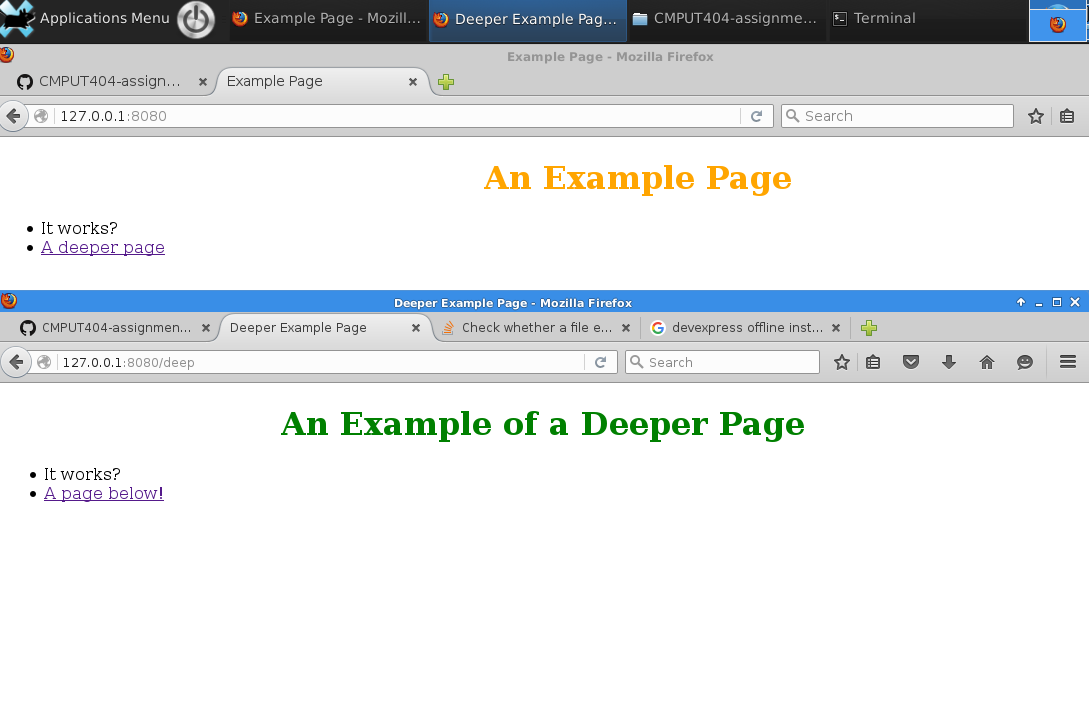 Applications Menu Example Page - Mozill... Deeper Example Pag... CMPUT404-assignme... Terminal
Example Page - Mozilla Firefox
CMPUT404-assign... Example Page
127.0.0.1:8080 Search
An Example Page
It works?
A deeper page
Deeper Example Page - Mozilla Firefox
CMPUT404-assignmen... Deeper Example Page Check whether a file e... devexpress offline inst...
127.0.0.1:8080/deep Search
An Example of a Deeper Page
It works?
A page below!